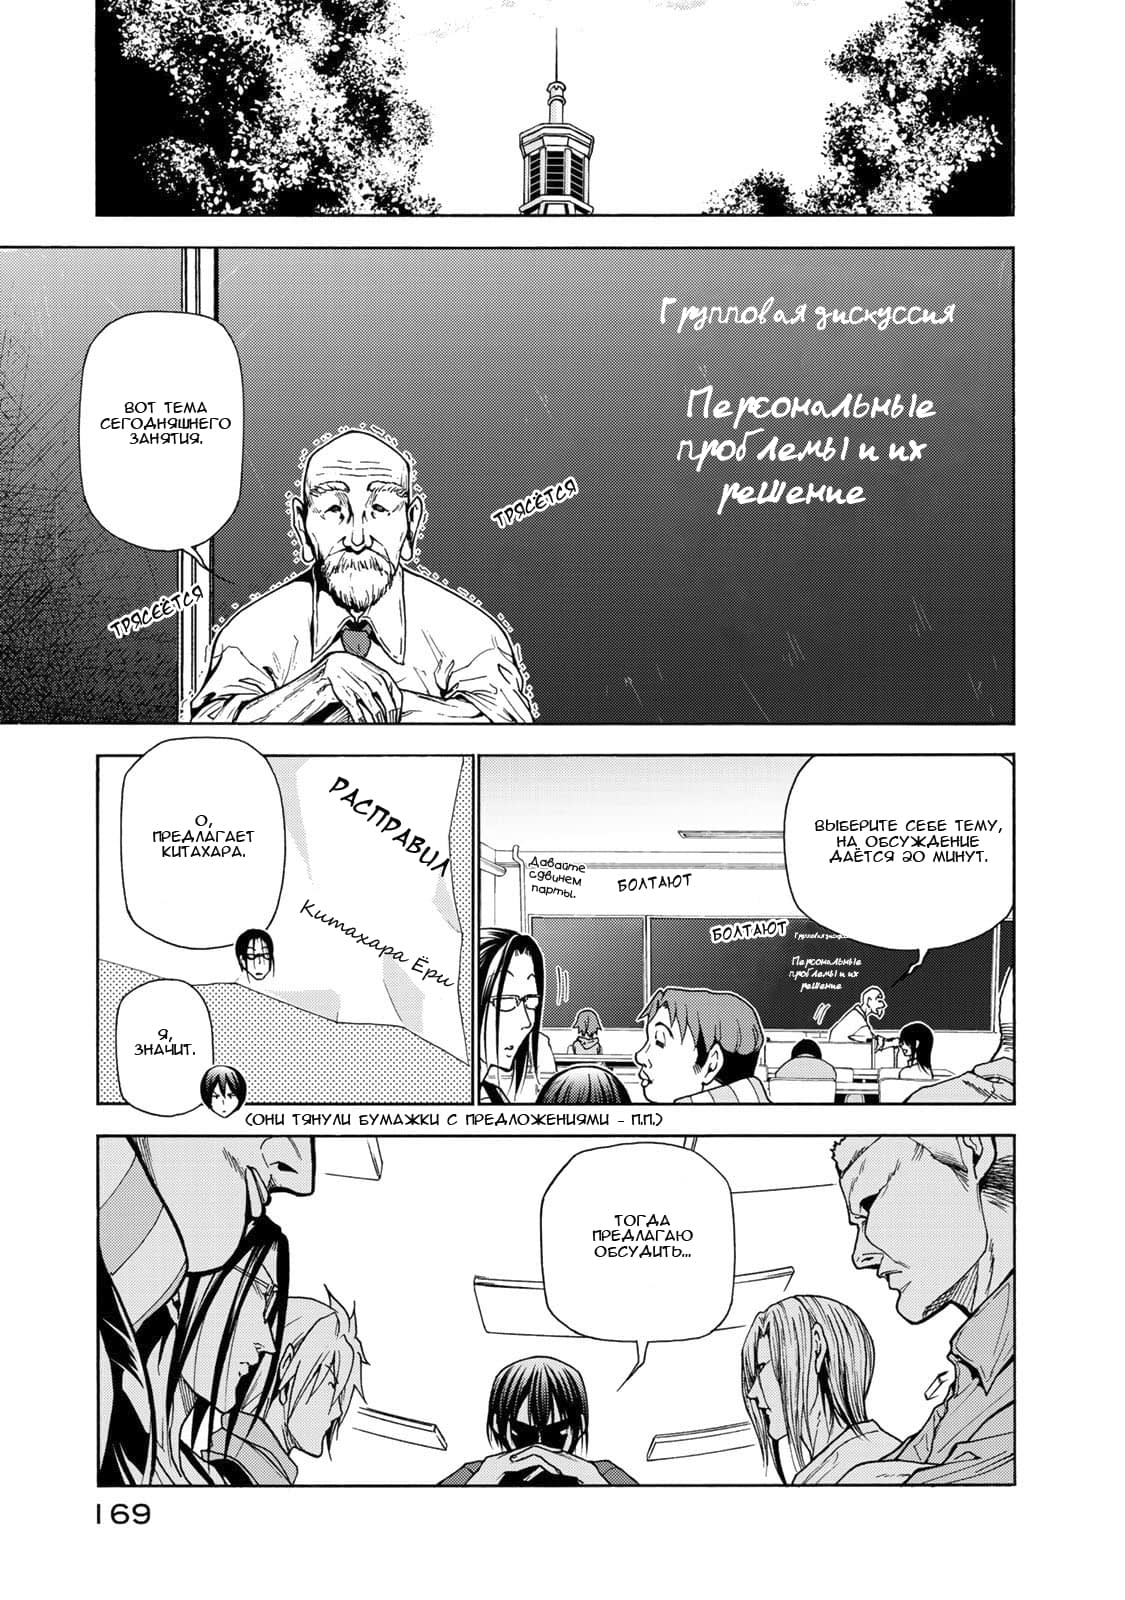 Групповая дискуссия
Персональные
проблемы и их
решение
ВОТ ТЕМА
СЕГОДНЯШНЕГО
ЗАНЯТИЯ.
ТРЯСЁТСЯ
ТРЯСЕЁТСЯ
ВЫБЕРИТЕ СЕБЕ ТЕМУ,
НА ОБСУЖДЕНИЕ
ДАЁТСЯ 20 МИНУТ.
Давайте
сдвинем
парты.
БОЛТАЮТ
БОЛТАЮТ
Групповая дискуссия
Персональные
проблемы и их
решение
РАСПРАВИЛ
О,
ПРЕДЛАГАЕТ
КИТАХАРА.
Китахара Ёри
Я,
ЗНАЧИТ.
(ОНИ ТЯНУЛИ БУМАЖКИ С ПРЕДЛОЖЕНИЯМИ - П.П.)
ТОГДА
ПРЕДЛАГАЮ
ОБСУДИТЬ...
169